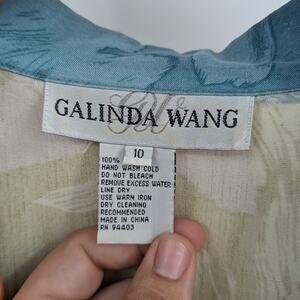 GALINDA WANG
10
100%
HAND WASH COLD
DO NOT BLEACH
REMOVE EXCESS WATER
LINE DRY
USE WARM IRON
DRY CLEANING
RECOMMENDED
MADE IN CHINA
RN 94403